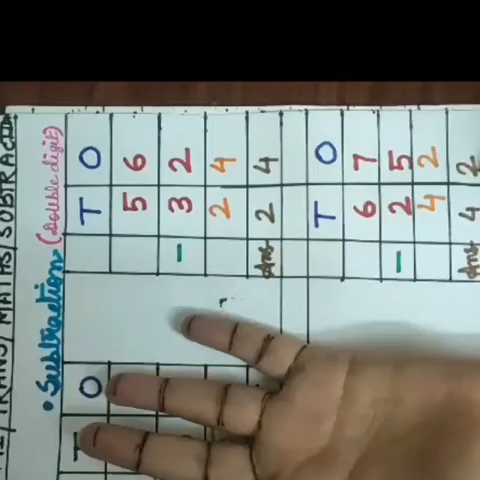 TRANS/ MATHS/
• Subtraction (Double digit)
T O T O
5 6
- 3 2
2 4
Ans 2 4
T O
6 7
- 2 5
4 2
Ans 4 2